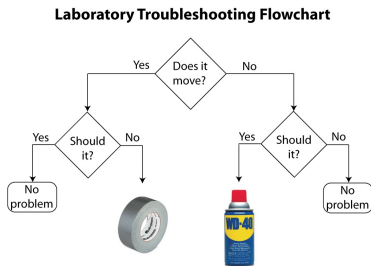 Laboratory Troubleshooting Flowchart
Does it
move?
Yes
No
Should
it?
Yes
No
Should
it?
Yes
No
No
problem
WD-40
No
problem